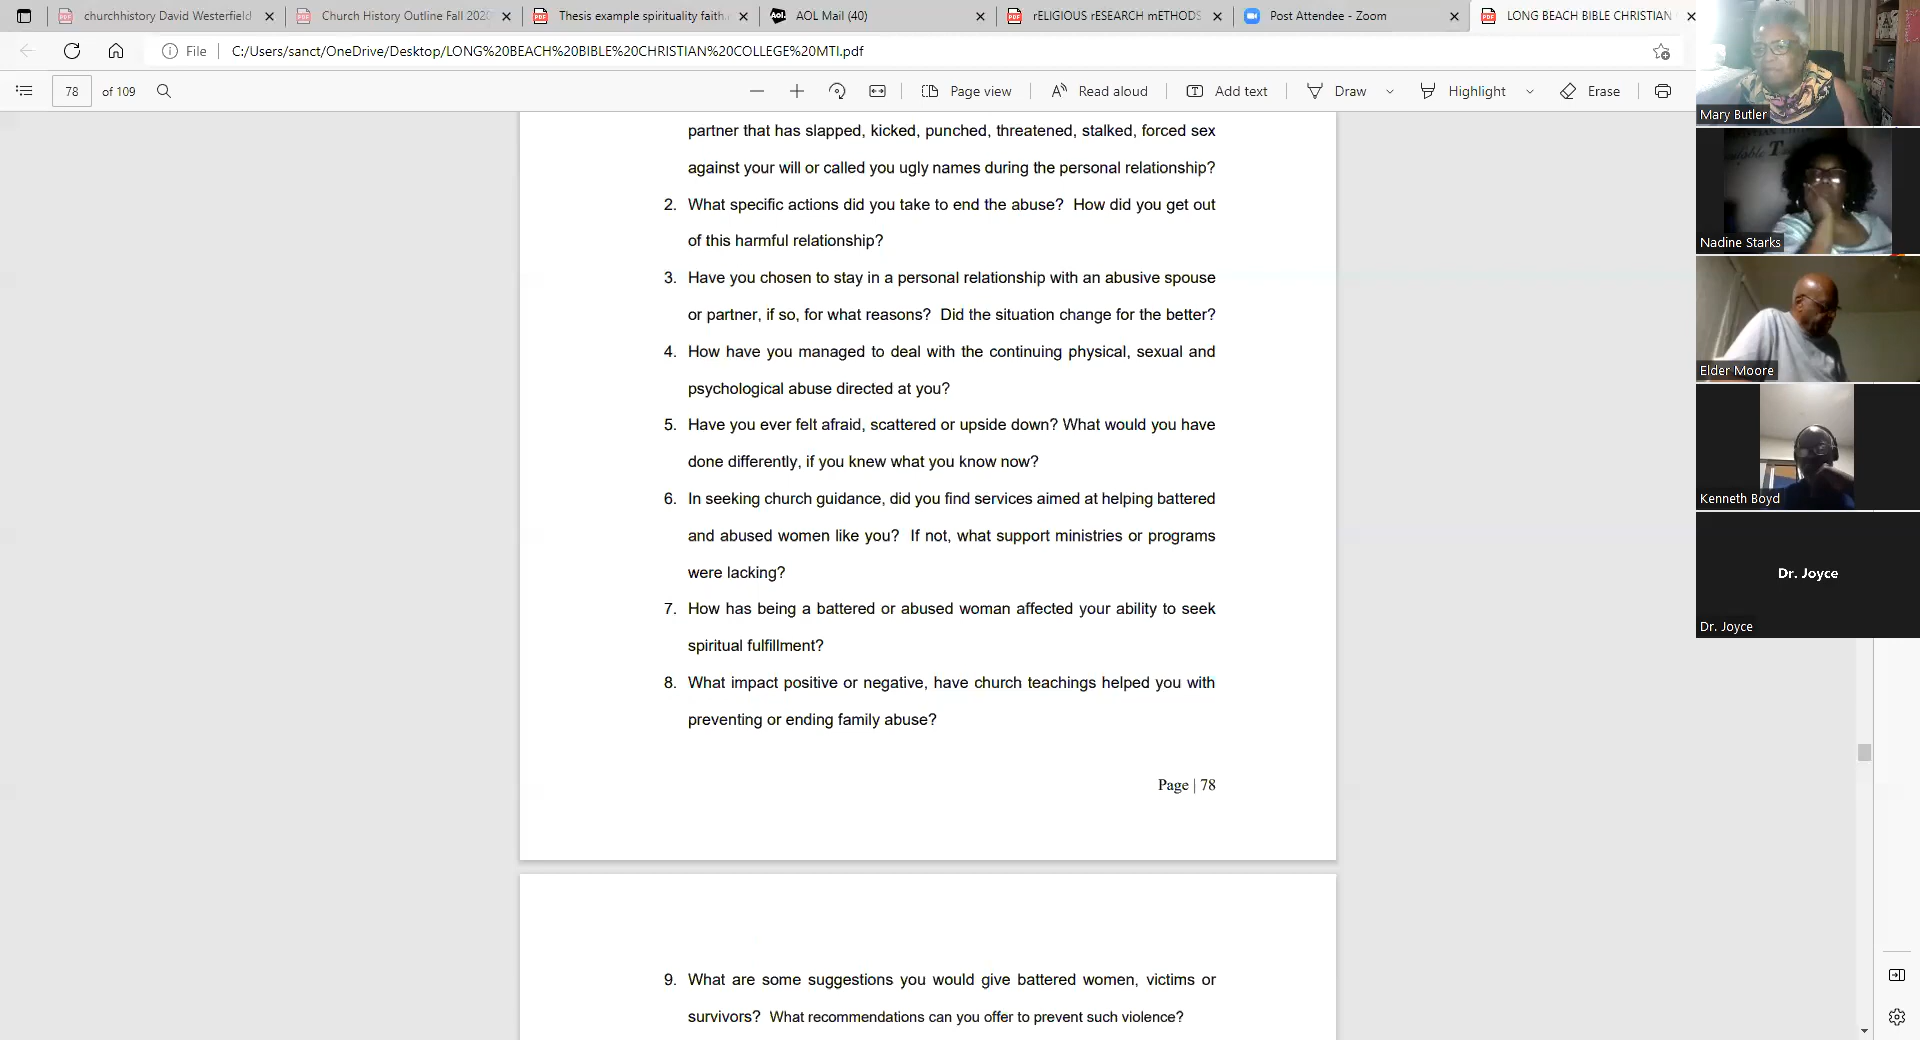 churchhistory David Westerfield
Church History Outline Fall 2020
Thesis example spirituality faith.
AOL Mail (40)
rELIGIOUS rESEARCH mETHODS
Post Attendee - Zoom
LONG BEACH BIBLE CHRISTIAN
File
C:/Users/sanct/OneDrive/Desktop/LONG%20BEACH%20BIBLE%20CHRISTIAN%20COLLEGE%20MTI.pdf
78 of 109
Page view
Read aloud
Add text
Draw
Highlight
Erase
partner that has slapped, kicked, punched, threatened, stalked, forced sex
against your will or called you ugly names during the personal relationship?
2. What specific actions did you take to end the abuse? How did you get out
of this harmful relationship?
3. Have you chosen to stay in a personal relationship with an abusive spouse
or partner, if so, for what reasons? Did the situation change for the better?
4. How have you managed to deal with the continuing physical, sexual and
psychological abuse directed at you?
5. Have you ever felt afraid, scattered or upside down? What would you have
done differently, if you knew what you know now?
6. In seeking church guidance, did you find services aimed at helping battered
and abused women like you? If not, what support ministries or programs
were lacking?
7. How has being a battered or abused woman affected your ability to seek
spiritual fulfillment?
8. What impact positive or negative, have church teachings helped you with
preventing or ending family abuse?
Page | 78
9. What are some suggestions you would give battered women, victims or
survivors? What recommendations can you offer to prevent such violence?
Mary Butler
Nadine Starks
Elder Moore
Kenneth Boyd
Dr. Joyce
Dr. Joyce